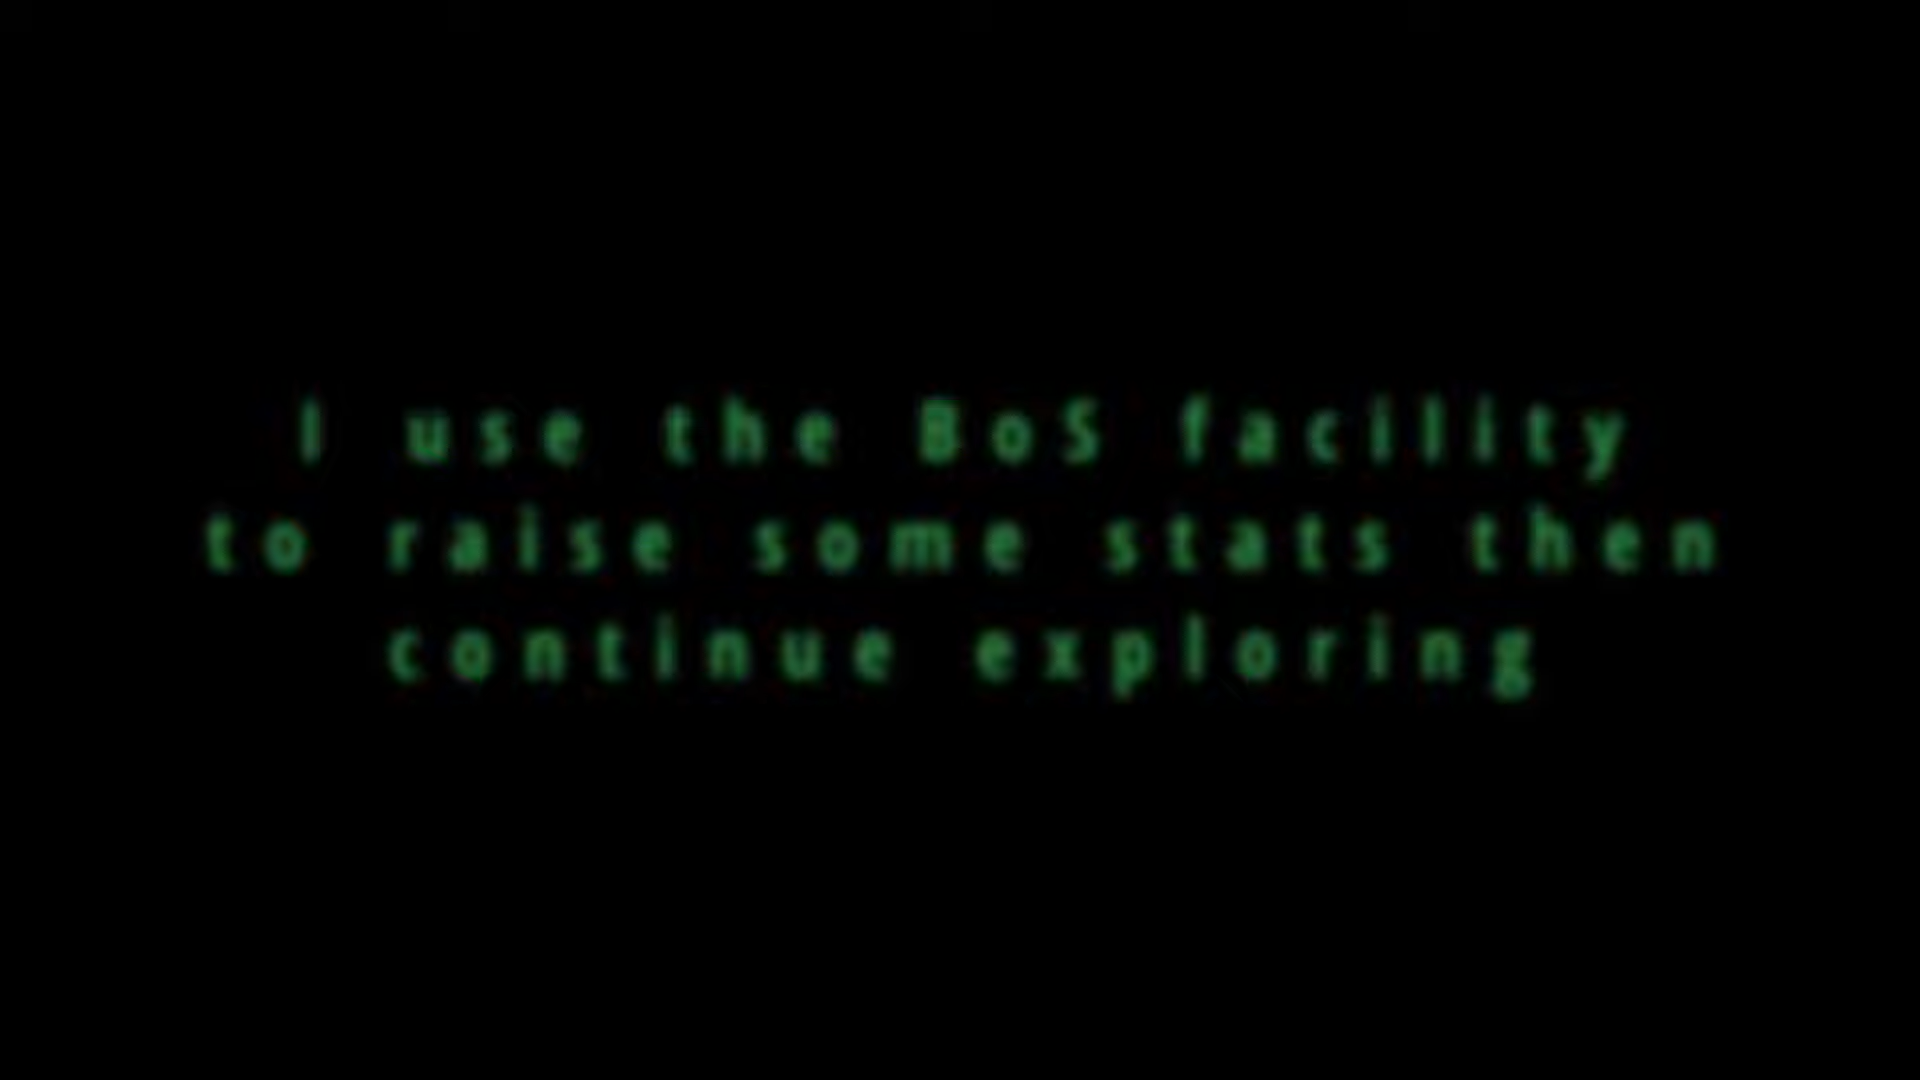 I use the BoS facility
to raise some stats then
continue exploring